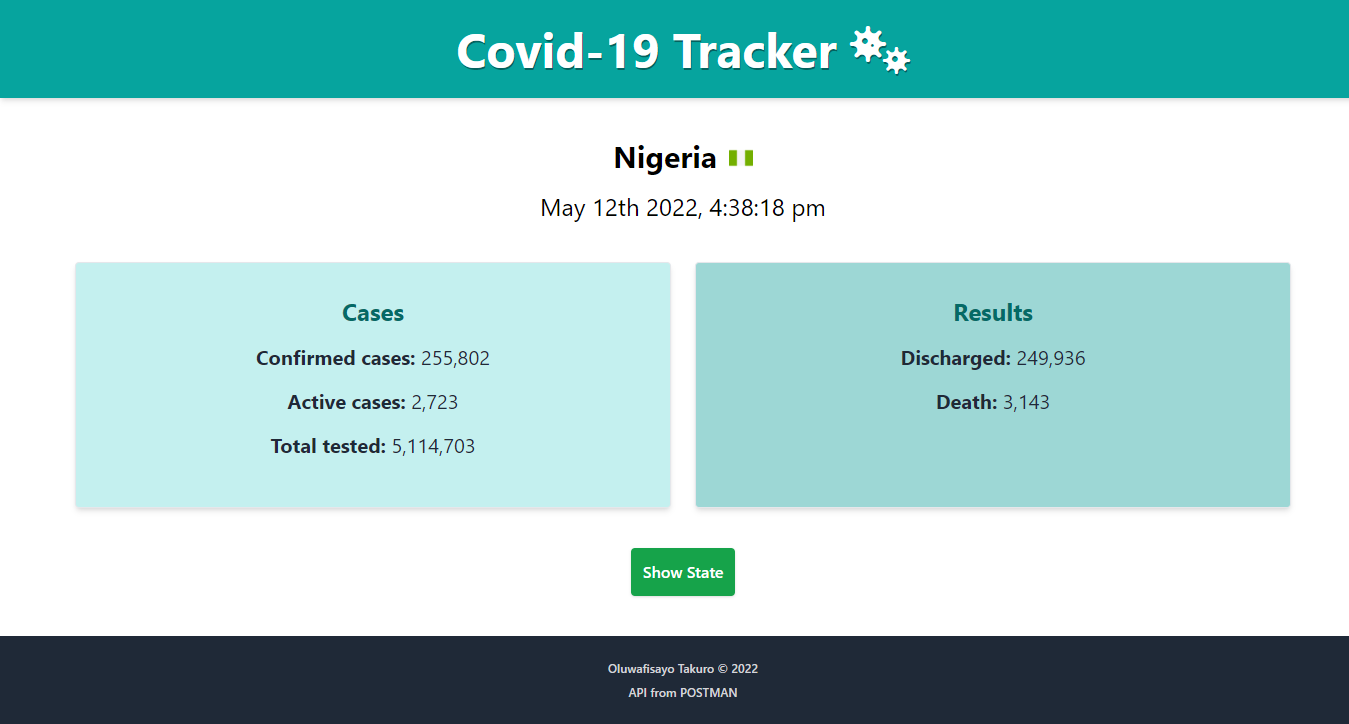 Covid-19 Tracker
Nigeria
May 12th 2022, 4:38:18 pm
Cases
Confirmed cases: 255,802
Active cases: 2,723
Total tested: 5,114,703
Results
Discharged: 249,936
Death: 3,143
Show State
Oluwafisayo Takuro © 2022
API from POSTMAN